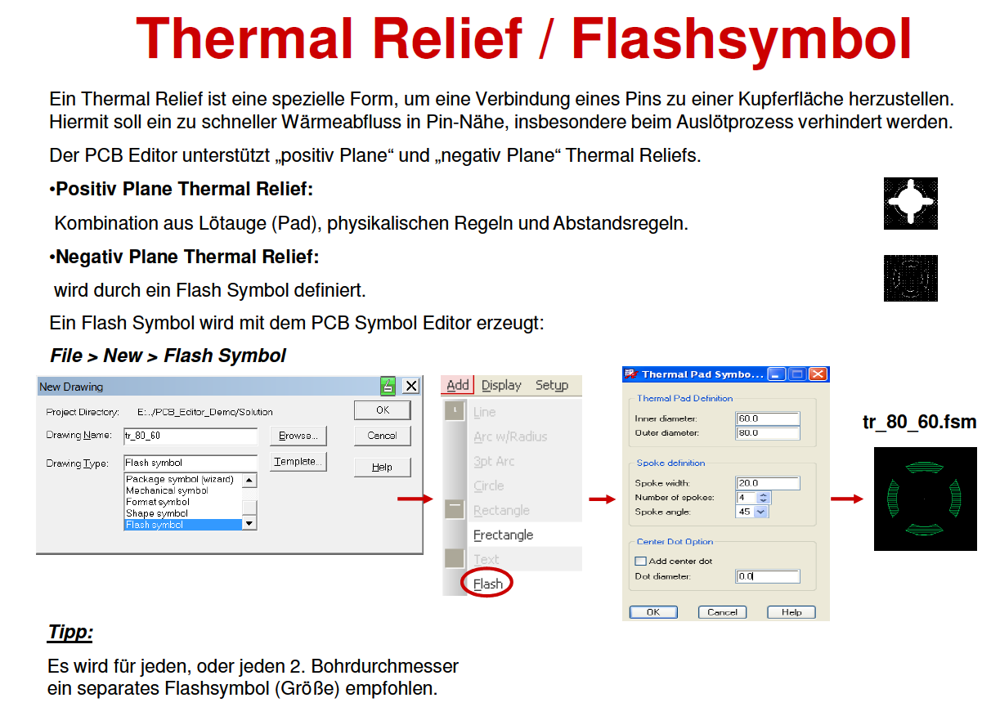 Thermal Relief / Flashsymbol
Ein Thermal Relief ist eine spezielle Form, um eine Verbindung eines Pins zu einer Kupferfläche herzustellen.
Hiermit soll ein zu schneller Wärmeabfluss in Pin-Nähe, insbesondere beim Auslötprozess verhindert werden.
Der PCB Editor unterstützt „positiv Plane“ und „negativ Plane“ Thermal Reliefs.
•Positiv Plane Thermal Relief:
Kombination aus Lötauge (Pad), physikalischen Regeln und Abstandsregeln.
•Negativ Plane Thermal Relief:
wird durch ein Flash Symbol definiert.
Ein Flash Symbol wird mit dem PCB Symbol Editor erzeugt:
File > New > Flash Symbol
New Drawing
Project Directory: E:../PCB_Editor_Demo/Solution
OK
Drawing Name: tr_80_60
Browse...
Cancel
Drawing Type: Flash symbol
Template...
Help
Package symbol (wizard)
Mechanical symbol
Format symbol
Shape symbol
Flash symbol
Add Display Setup
Line
Arc w/Radius
3pt Arc
Circle
Rectangle
Frectangle
Text
Flash
Thermal Pad Symbo...
Thermal Pad Definition
Inner diameter: 60.0
Outer diameter: 80.0
Spoke definition
Spoke width: 20.0
Number of spokes: 4
Spoke angle: 45
Center Dot Option
Add center dot
Dot diameter: 0.0
OK Cancel Help
tr_80_60.fsm
Tipp:
Es wird für jeden, oder jeden 2. Bohrdurchmesser
ein separates Flashsymbol (Größe) empfohlen.